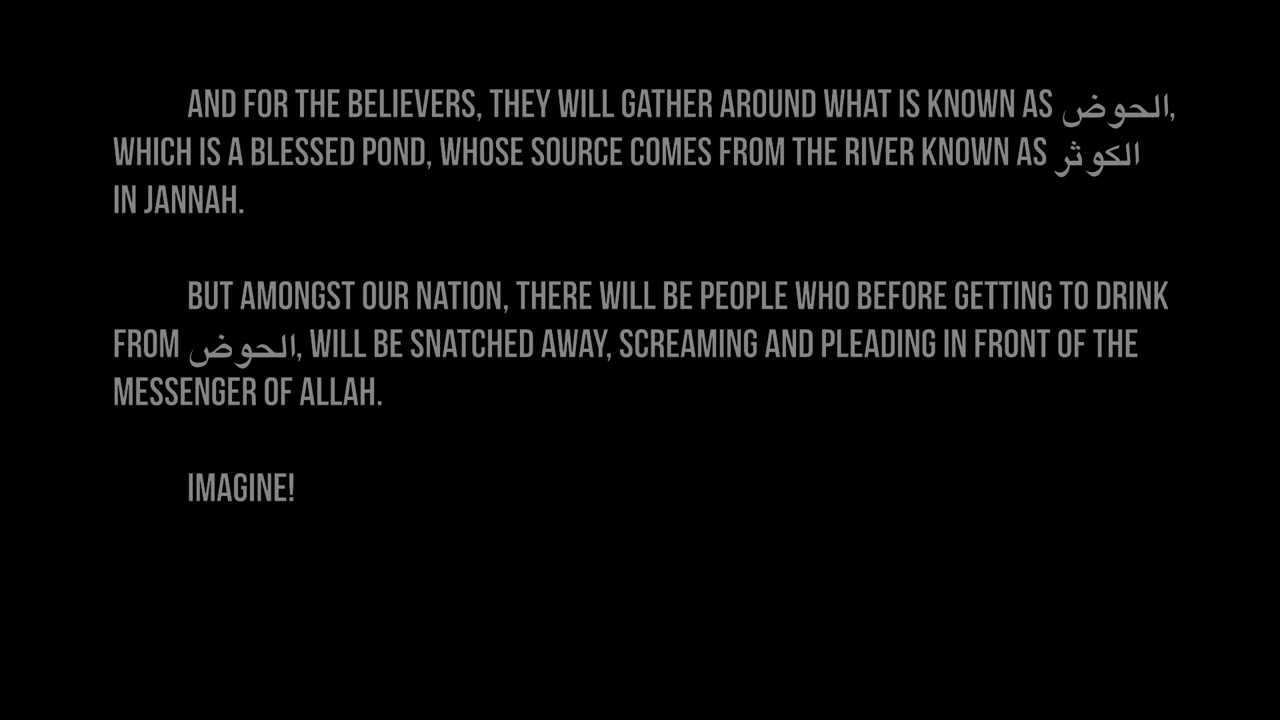 AND FOR THE BELIEVERS, THEY WILL GATHER AROUND WHAT IS KNOWN AS الحوض,
WHICH IS A BLESSED POND, WHOSE SOURCE COMES FROM THE RIVER KNOWN AS الكوثر
IN JANNAH.
BUT AMONGST OUR NATION, THERE WILL BE PEOPLE WHO BEFORE GETTING TO DRINK
FROM الحوض, WILL BE SNATCHED AWAY, SCREAMING AND PLEADING IN FRONT OF THE
MESSENGER OF ALLAH.
IMAGINE!